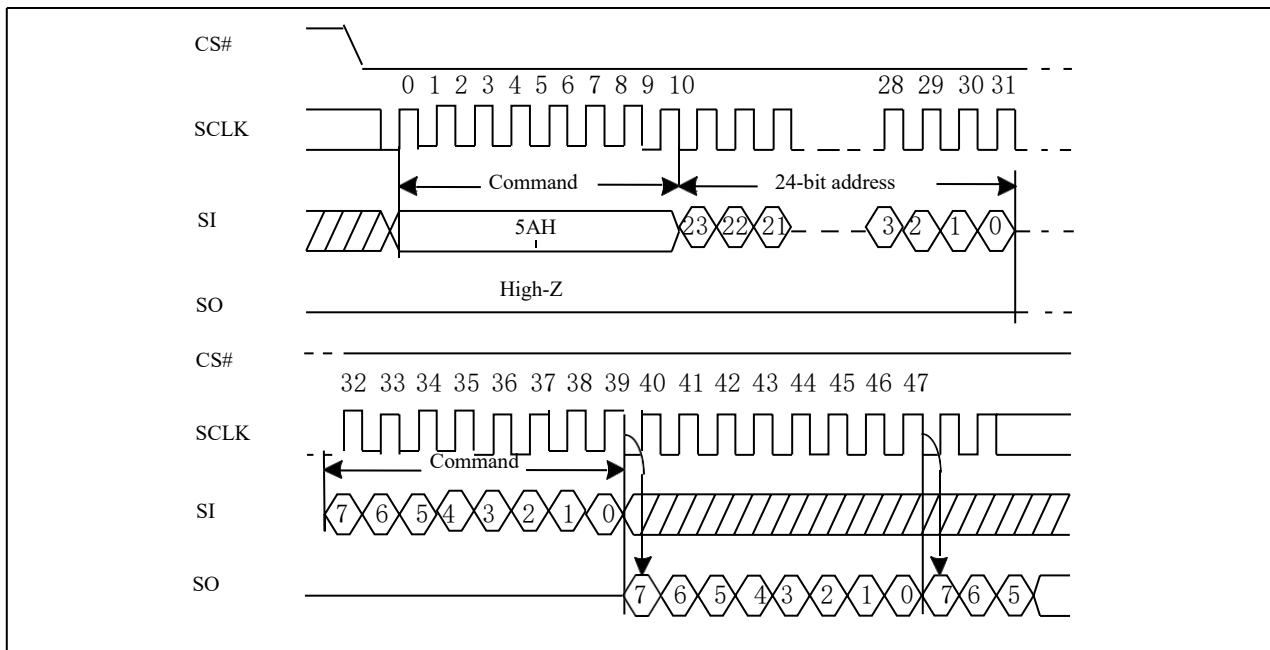 CS#
0 1 2 3 4 5 6 7 8 9 10 28 29 30 31
SCLK
Command 24-bit address
SI 5AH 23 22 21 3 2 1 0
High-Z
SO
CS#
32 33 34 35 36 37 38 39 40 41 42 43 44 45 46 47
SCLK
Command
SI 7 6 5 4 3 2 1 0
SO 7 6 5 4 3 2 1 0 7 6 5